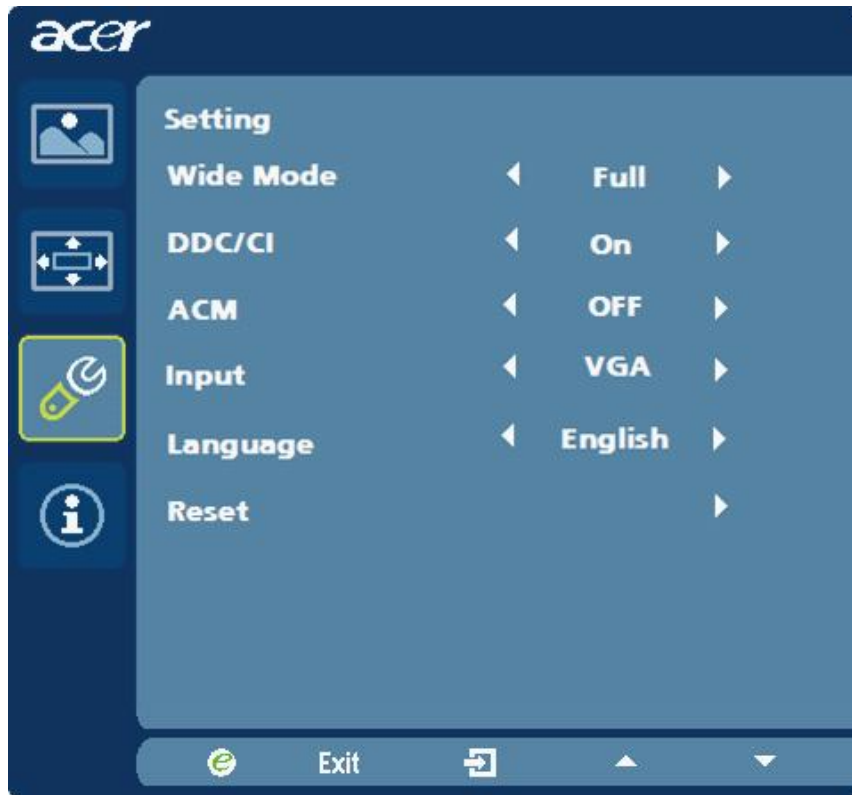 acer
Setting
Wide Mode Full
DDC/CI On
ACM OFF
Input VGA
Language English
Reset
e Exit